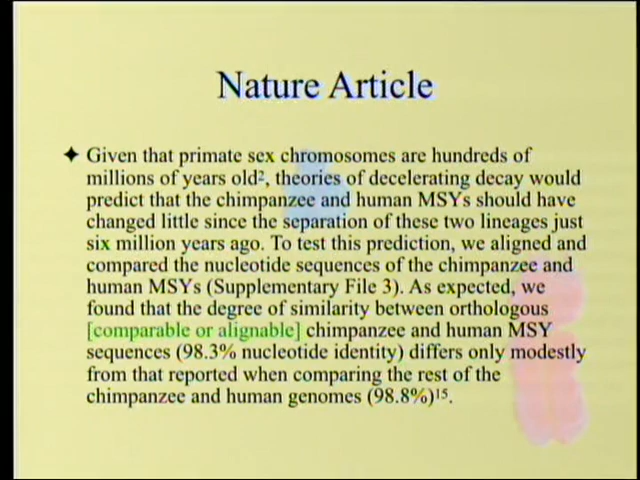 Nature Article
✦ Given that primate sex chromosomes are hundreds of
millions of years old², theories of decelerating decay would
predict that the chimpanzee and human MSYs should have
changed little since the separation of these two lineages just
six million years ago. To test this prediction, we aligned and
compared the nucleotide sequences of the chimpanzee and
human MSYs (Supplementary File 3). As expected, we
found that the degree of similarity between orthologous
[comparable or alignable] chimpanzee and human MSY
sequences (98.3% nucleotide identity) differs only modestly
from that reported when comparing the rest of the
chimpanzee and human genomes (98.8%)¹⁵.